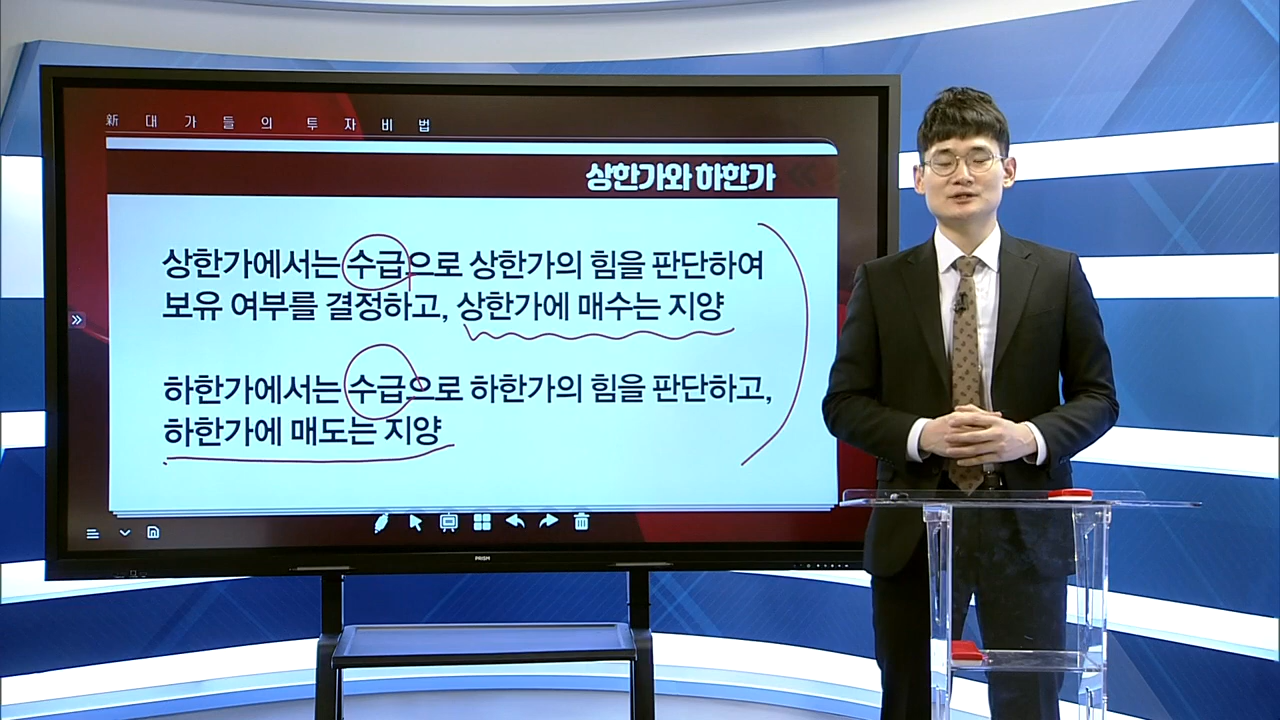 新 대 가 들 의 투 자 비 법
상한가와 하한가
상한가에서는 수급으로 상한가의 힘을 판단하여
보유 여부를 결정하고, 상한가에 매수는 지양
하한가에서는 수급으로 하한가의 힘을 판단하고,
하한가에 매도는 지양
PRISM